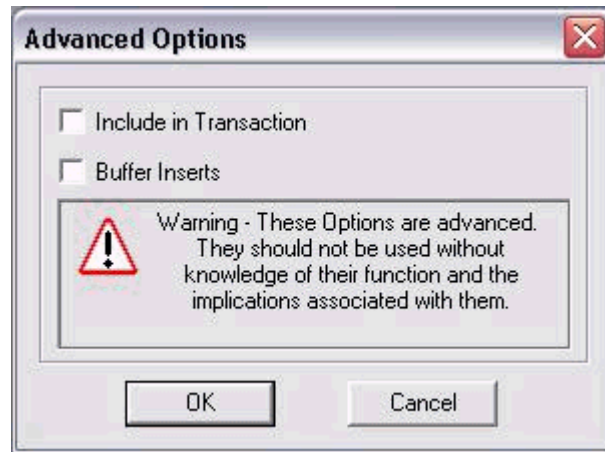 Advanced Options
Include in Transaction
Buffer Inserts
Warning - These Options are advanced.
They should not be used without
knowledge of their function and the
implications associated with them.
OK
Cancel